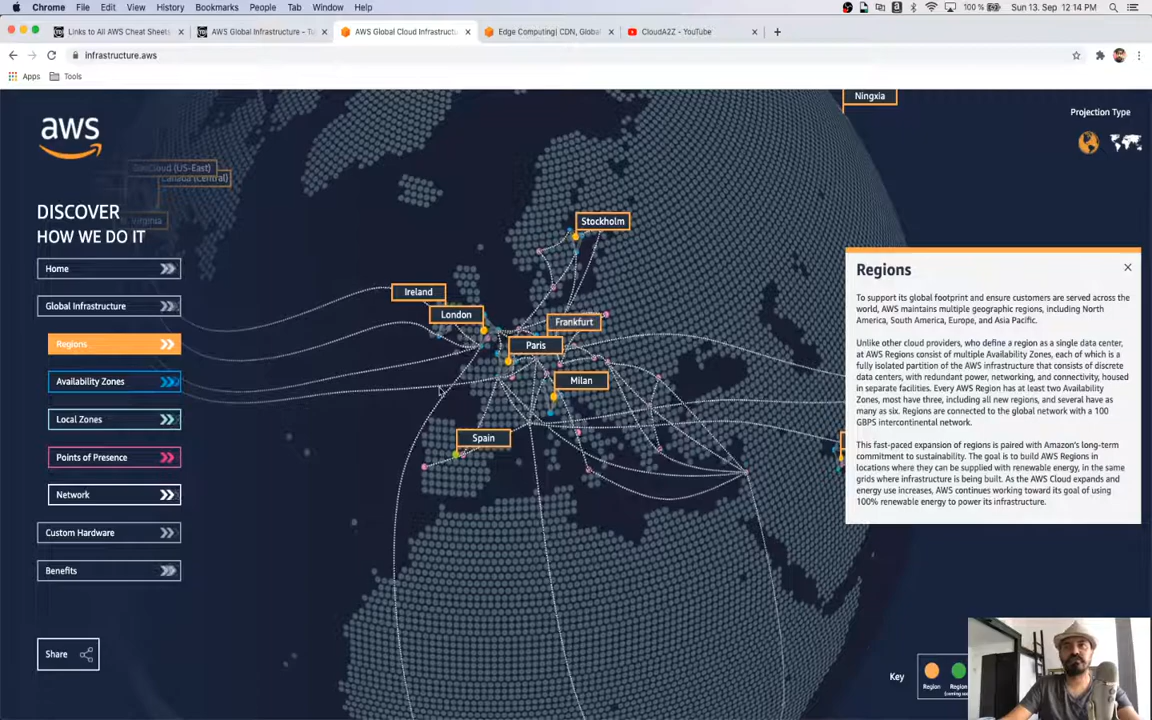 Chrome File Edit View History Bookmarks People Tab Window Help 100 % Sun 13. Sep. 12:14 PM
Links to All AWS Cheat Sheets AWS Global Infrastructure - Tu AWS Global Cloud Infrastructu Edge Computing| CDN, Global CloudA2Z - YouTube
infrastructure.aws
Apps Tools
Ningxia
Projection Type
aws
GovCloud (US-East)
Canada (Central)
Virginia
DISCOVER
HOW WE DO IT
Home
Global Infrastructure
Regions
Availability Zones
Local Zones
Points of Presence
Network
Custom Hardware
Benefits
Share
Stockholm
Ireland
London
Frankfurt
Paris
Milan
Spain
Regions
To support its global footprint and ensure customers are served across the
world, AWS maintains multiple geographic regions, including North
America, South America, Europe, and Asia Pacific.
Unlike other cloud providers, who define a region as a single data center,
at AWS Regions consist of multiple Availability Zones, each of which is a
fully isolated partition of the AWS infrastructure that consists of discrete
data centers, with redundant power, networking, and connectivity, housed
in separate facilities. Every AWS Region has at least two Availability
Zones, most have three, including all new regions, and several have as
many as six. Regions are connected to the global network with a 100
GBPS intercontinental network.
This fast-paced expansion of regions is paired with Amazon's long-term
commitment to sustainability. The goal is to build AWS Regions in
locations where they can be supplied with renewable energy, in the same
grids where infrastructure is being built. As the AWS Cloud expands and
energy use increases, AWS continues working toward its goal of using
100% renewable energy to power its infrastructure.
Key
Region
Region